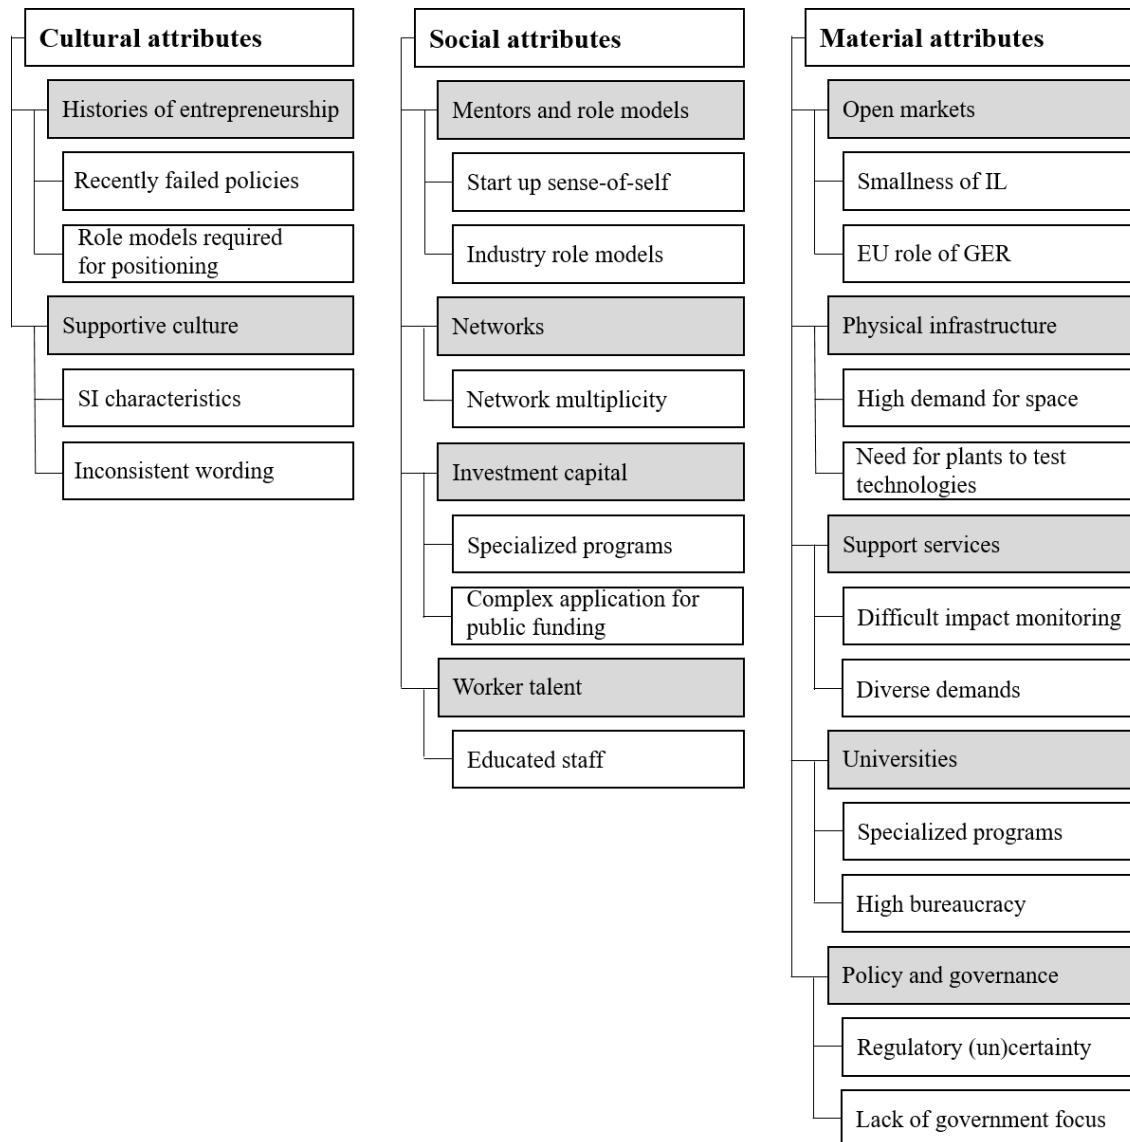 Cultural attributes
Histories of entrepreneurship
Recently failed policies
Role models required
for positioning
Supportive culture
SI characteristics
Inconsistent wording
Social attributes
Mentors and role models
Start up sense-of-self
Industry role models
Networks
Network multiplicity
Investment capital
Specialized programs
Complex application for
public funding
Worker talent
Educated staff
Material attributes
Open markets
Smallness of IL
EU role of GER
Physical infrastructure
High demand for space
Need for plants to test
technologies
Support services
Difficult impact monitoring
Diverse demands
Universities
Specialized programs
High bureaucracy
Policy and governance
Regulatory (un)certainty
Lack of government focus